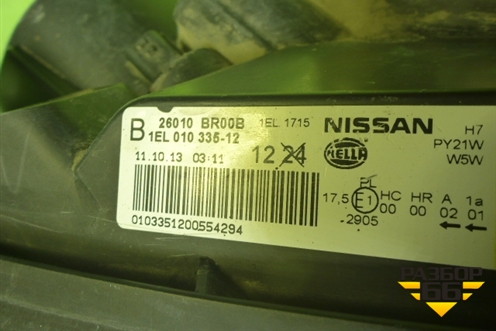 26010 BR00B 1EL 1715 NISSAN H7
B 1EL 010 335-12 PY21W
11.10.13 03:11 12 24 HELLA W5W
PL
17,5 E1 HC HR A 1a
00 00 02 01
-2905
0103351200554294
РАЗБОР
66